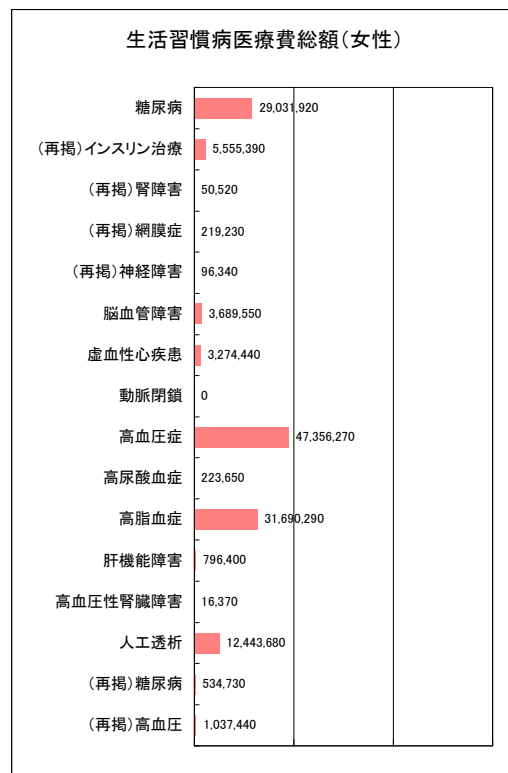 生活習慣病医療費総額(女性)
糖尿病 29,031,920
(再掲)インスリン治療 5,555,390
(再掲)腎障害 50,520
(再掲)網膜症 219,230
(再掲)神経障害 96,340
脳血管障害 3,689,550
虚血性心疾患 3,274,440
動脈閉鎖 0
高血圧症 47,356,270
高尿酸血症 223,650
高脂血症 31,690,290
肝機能障害 796,400
高血圧性腎臓障害 16,370
人工透析 12,443,680
(再掲)糖尿病 534,730
(再掲)高血圧 1,037,440